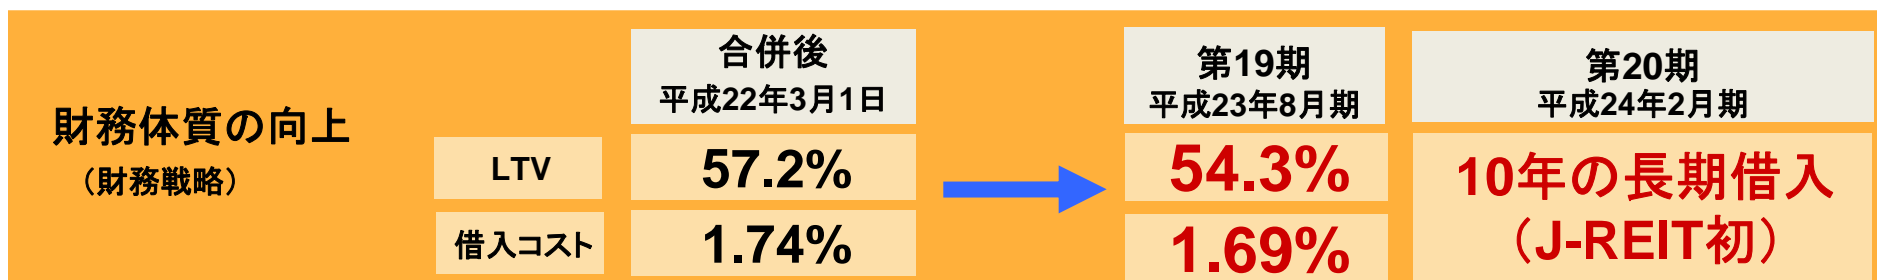 財務体質の向上
（財務戦略）
合併後
平成22年3月1日
第19期
平成23年8月期
第20期
平成24年2月期
LTV
57.2%
54.3%
借入コスト
1.74%
1.69%
10年の長期借入
（J-REIT初）